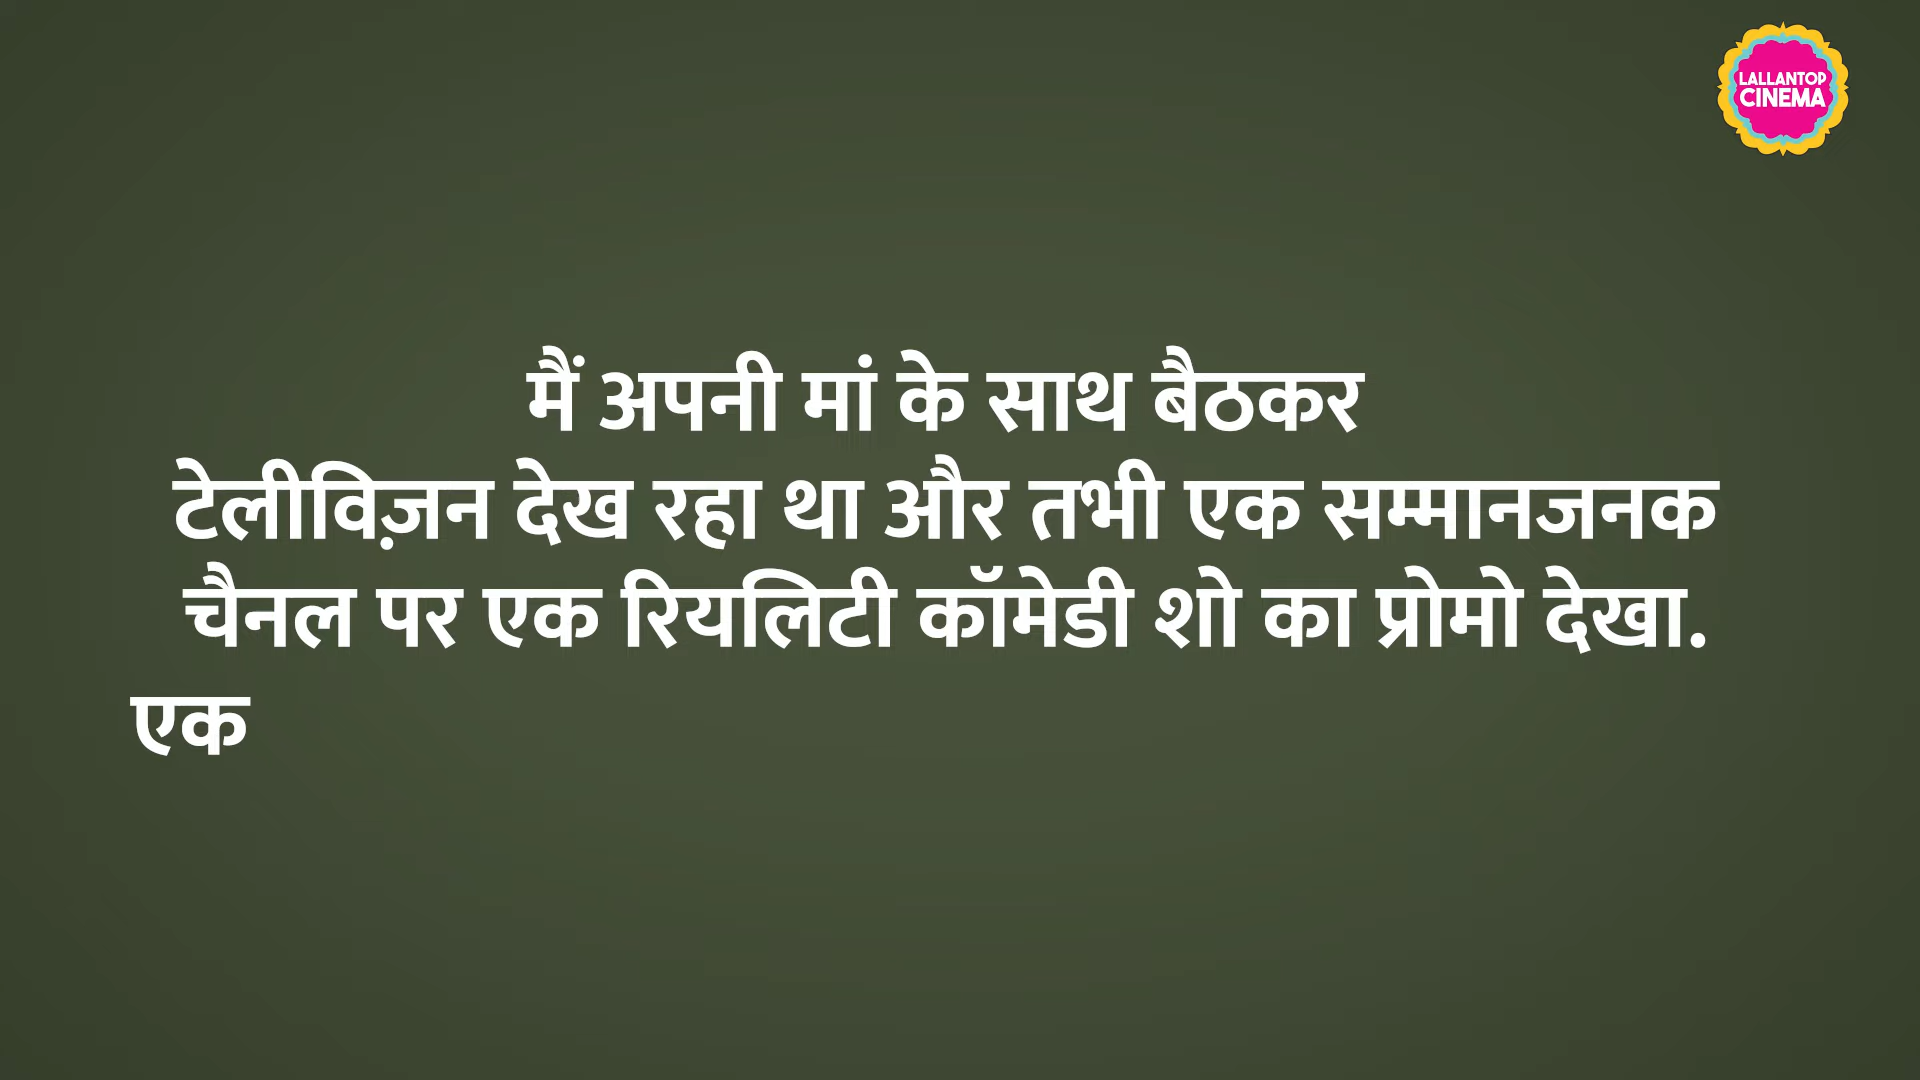 LALLANTOP
CINEMA
मैं अपनी मां के साथ बैठकर
टेलीविज़न देख रहा था और तभी एक सम्मानजनक
चैनल पर एक रियलिटी कॉमेडी शो का प्रोमो देखा.
एक